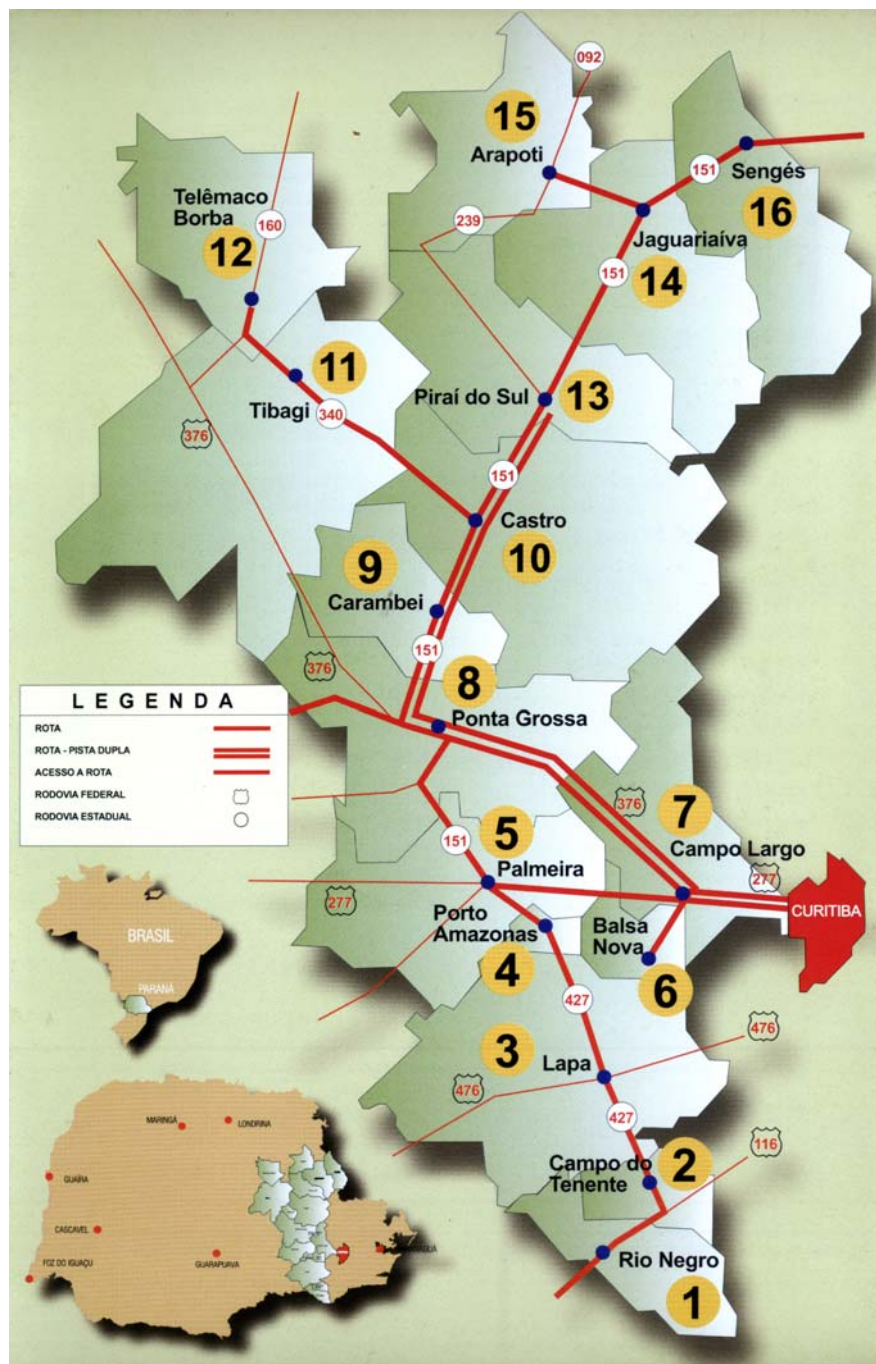 092
15
Arapoti
151
Sengés
16
Telêmaco
Borba
160
12
239
Jaguariaíva
14
151
11
Tibagi
340
Piraí do Sul
13
376
151
Castro
10
9
Carambei
151
376
8
Ponta Grossa
LEGENDA
ROTA
ROTA - PISTA DUPLA
ACESSO A ROTA
RODOVIA FEDERAL
RODOVIA ESTADUAL
376
7
Campo Largo
277
CURITIBA
151
5
Palmeira
277
Porto
Amazonas
4
Balsa
Nova
6
BRASIL
PARANÁ
427
3
Lapa
476
476
427
116
Campo do
Tenente
2
Rio Negro
1
MARINGÁ
LONDRINA
GUAÍRA
CASCAVEL
FOZ DO IGUAÇU
GUARAPUAVA